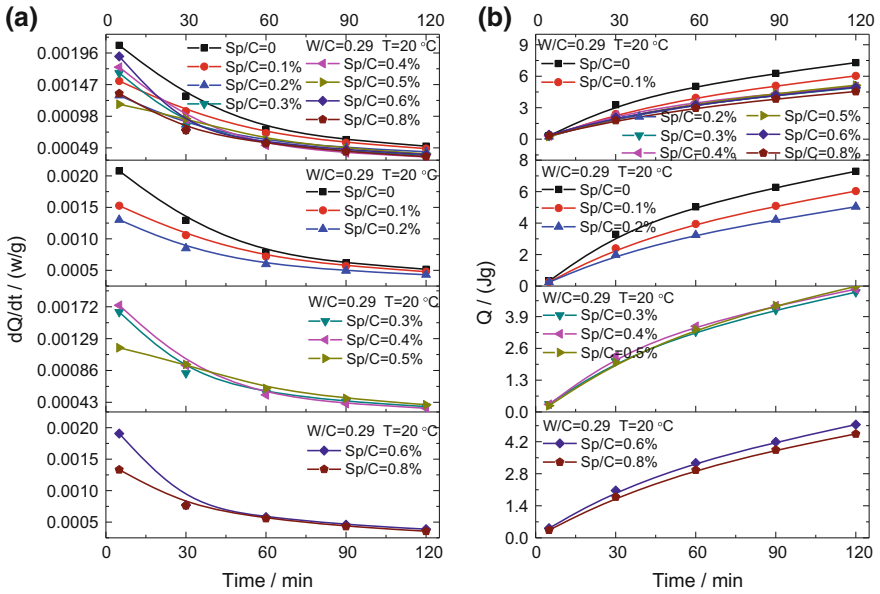 (a)
(b)
0 30 60 90 120
0 30 60 90 120
dQ/dt / (w/g)
0.00196
0.00147
0.00098
0.00049
Sp/C=0
Sp/C=0.1%
Sp/C=0.2%
Sp/C=0.3%
W/C=0.29 T=20 °C
Sp/C=0.4%
Sp/C=0.5%
Sp/C=0.6%
Sp/C=0.8%
0.0020
0.0015
0.0010
0.0005
W/C=0.29 T=20 °C
Sp/C=0
Sp/C=0.1%
Sp/C=0.2%
0.00172
0.00129
0.00086
0.00043
W/C=0.29 T=20 °C
Sp/C=0.3%
Sp/C=0.4%
Sp/C=0.5%
0.0020
0.0015
0.0010
0.0005
W/C=0.29 T=20 °C
Sp/C=0.6%
Sp/C=0.8%
0 30 60 90 120
Time / min
Q / (Jg)
9
6
3
0
W/C=0.29 T=20 °C
Sp/C=0
Sp/C=0.1%
Sp/C=0.2%
Sp/C=0.3%
Sp/C=0.4%
Sp/C=0.5%
Sp/C=0.6%
Sp/C=0.8%
8
6
4
2
0
W/C=0.29 T=20 °C
Sp/C=0
Sp/C=0.1%
Sp/C=0.2%
3.9
2.6
1.3
0.0
W/C=0.29 T=20 °C
Sp/C=0.3%
Sp/C=0.4%
Sp/C=0.5%
4.2
2.8
1.4
0.0
W/C=0.29 T=20 °C
Sp/C=0.6%
Sp/C=0.8%
0 30 60 90 120
Time / min